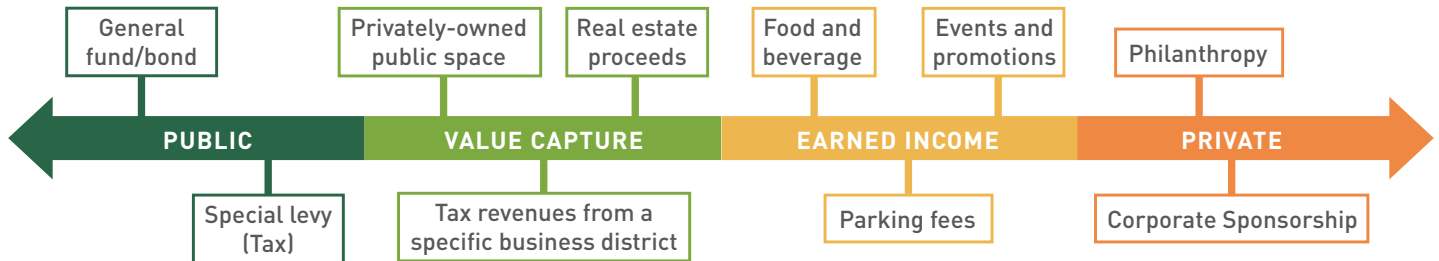 General
fund/bond
Privately-owned
public space
Real estate
proceeds
Food and
beverage
Events and
promotions
Philanthropy
PUBLIC
VALUE CAPTURE
EARNED INCOME
PRIVATE
Special levy
(Tax)
Tax revenues from a
specific business district
Parking fees
Corporate Sponsorship